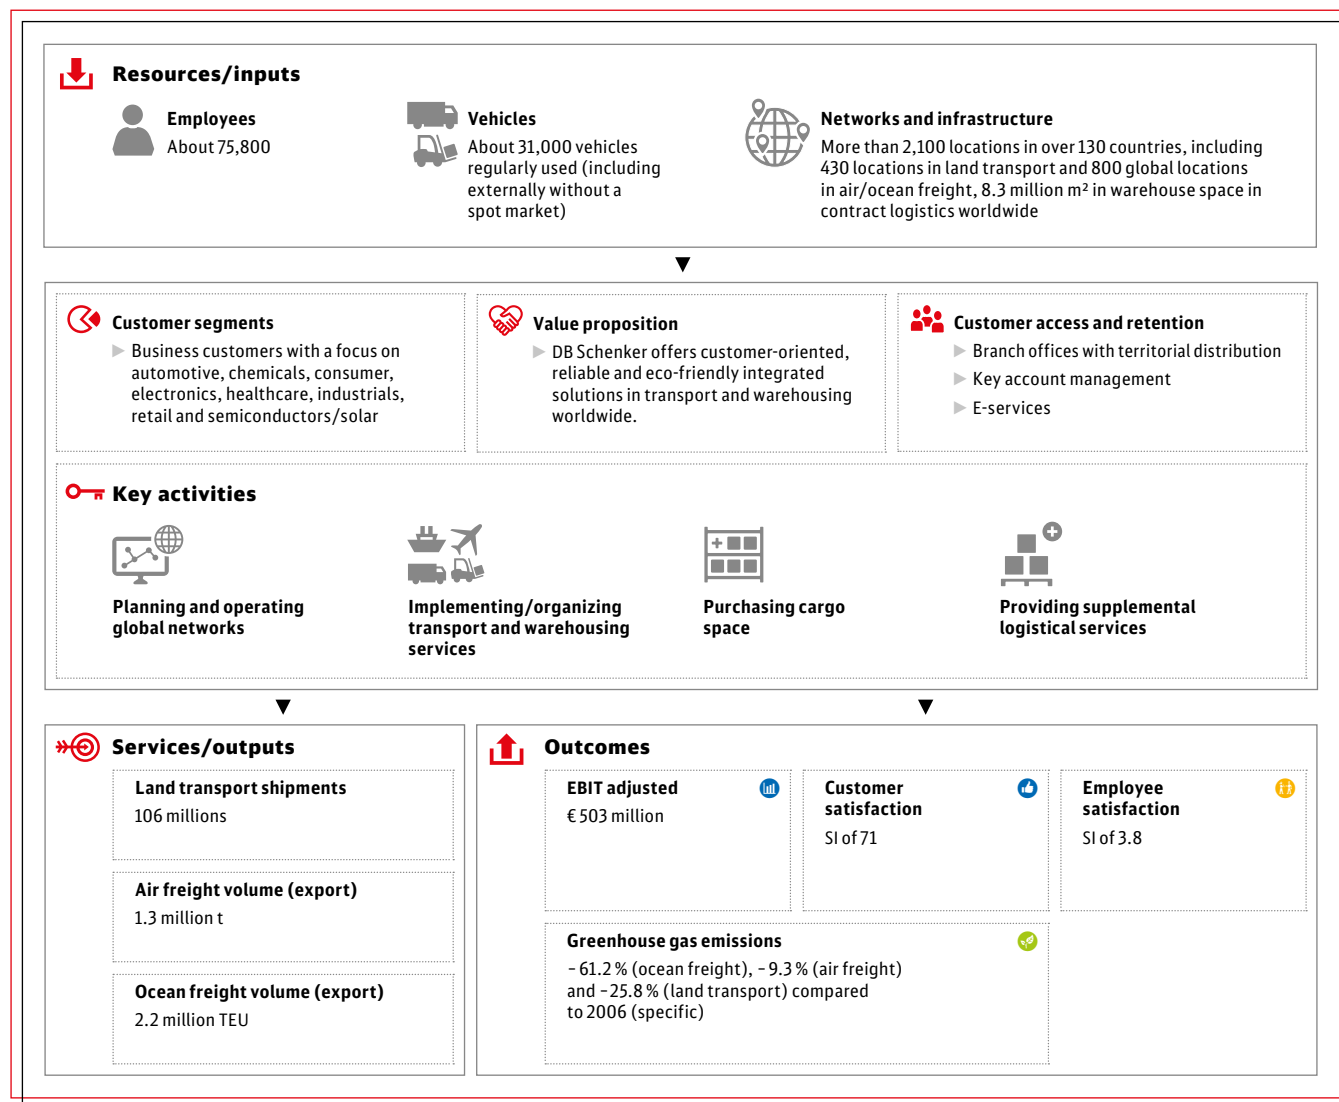 Resources/inputs
Employees
About 75,800
Vehicles
About 31,000 vehicles
regularly used (including
externally without a
spot market)
Networks and infrastructure
More than 2,100 locations in over 130 countries, including
430 locations in land transport and 800 global locations
in air/ocean freight, 8.3 million m² in warehouse space in
contract logistics worldwide
Customer segments
Business customers with a focus on
automotive, chemicals, consumer,
electronics, healthcare, industrials,
retail and semiconductors/solar
Value proposition
DB Schenker offers customer-oriented,
reliable and eco-friendly integrated
solutions in transport and warehousing
worldwide.
Customer access and retention
Branch offices with territorial distribution
Key account management
E-services
Key activities
Planning and operating
global networks
Implementing/organizing
transport and warehousing
services
Purchasing cargo
space
Providing supplemental
logistical services
Services/outputs
Land transport shipments
106 millions
Air freight volume (export)
1.3 million t
Ocean freight volume (export)
2.2 million TEU
Outcomes
EBIT adjusted
€ 503 million
Customer
satisfaction
SI of 71
Employee
satisfaction
SI of 3.8
Greenhouse gas emissions
– 61.2 % (ocean freight), – 9.3 % (air freight)
and – 25.8 % (land transport) compared
to 2006 (specific)